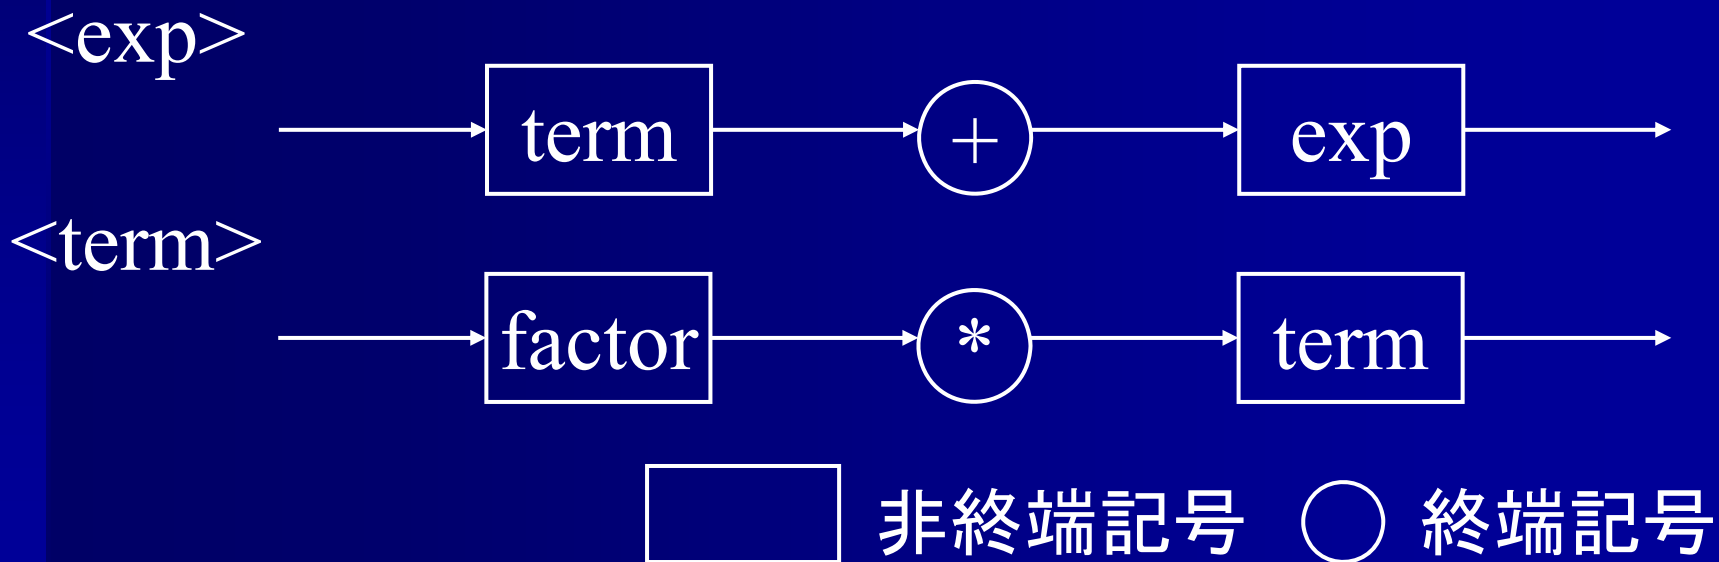 <exp>
term + exp
<term>
factor * term
非終端記号 終端記号